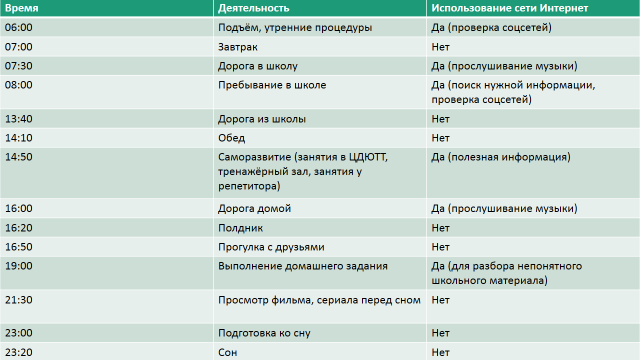 Время Деятельность Использование сети Интернет
06:00 Подъём, утренние процедуры Да (проверка соцсетей)
07:00 Завтрак Нет
07:30 Дорога в школу Да (прослушивание музыки)
08:00 Пребывание в школе Да (поиск нужной информации,
проверка соцсетей)
13:40 Дорога из школы Нет
14:10 Обед Нет
14:50 Саморазвитие (занятия в ЦДЮТТ, Да (полезная информация)
тренажёрный зал, занятия у
репетитора)
16:00 Дорога домой Да (прослушивание музыки)
16:20 Полдник Нет
16:50 Прогулка с друзьями Нет
19:00 Выполнение домашнего задания Да (для разбора непонятного
школьного материала)
21:30 Просмотр фильма, сериала перед сном Нет
23:00 Подготовка ко сну Нет
23:20 Сон Нет